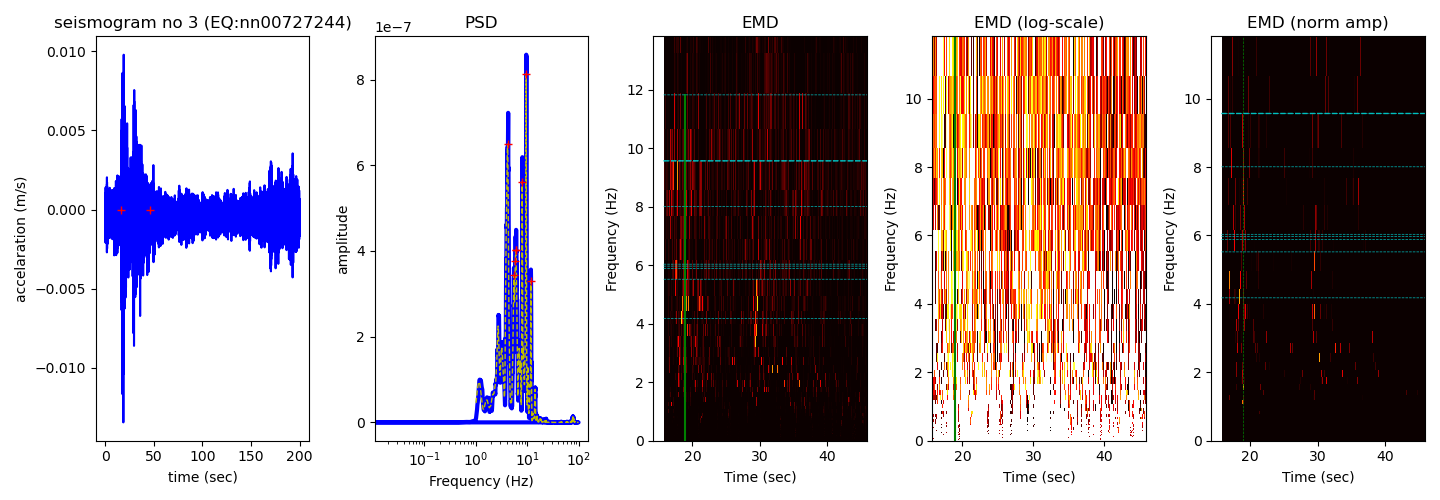 seismogram no 3 (EQ:nn00727244)
accelaration (m/s)
0.010
0.005
0.000
−0.005
−0.010
0 50 100 150 200
time (sec)
PSD
1e−7
amplitude
8
6
4
2
0
10⁻¹ 10⁰ 10¹ 10²
Frequency (Hz)
EMD
Frequency (Hz)
12
10
8
6
4
2
0
20 30 40
Time (sec)
EMD (log-scale)
Frequency (Hz)
10
8
6
4
2
0
20 30 40
Time (sec)
EMD (norm amp)
Frequency (Hz)
10
8
6
4
2
0
20 30 40
Time (sec)